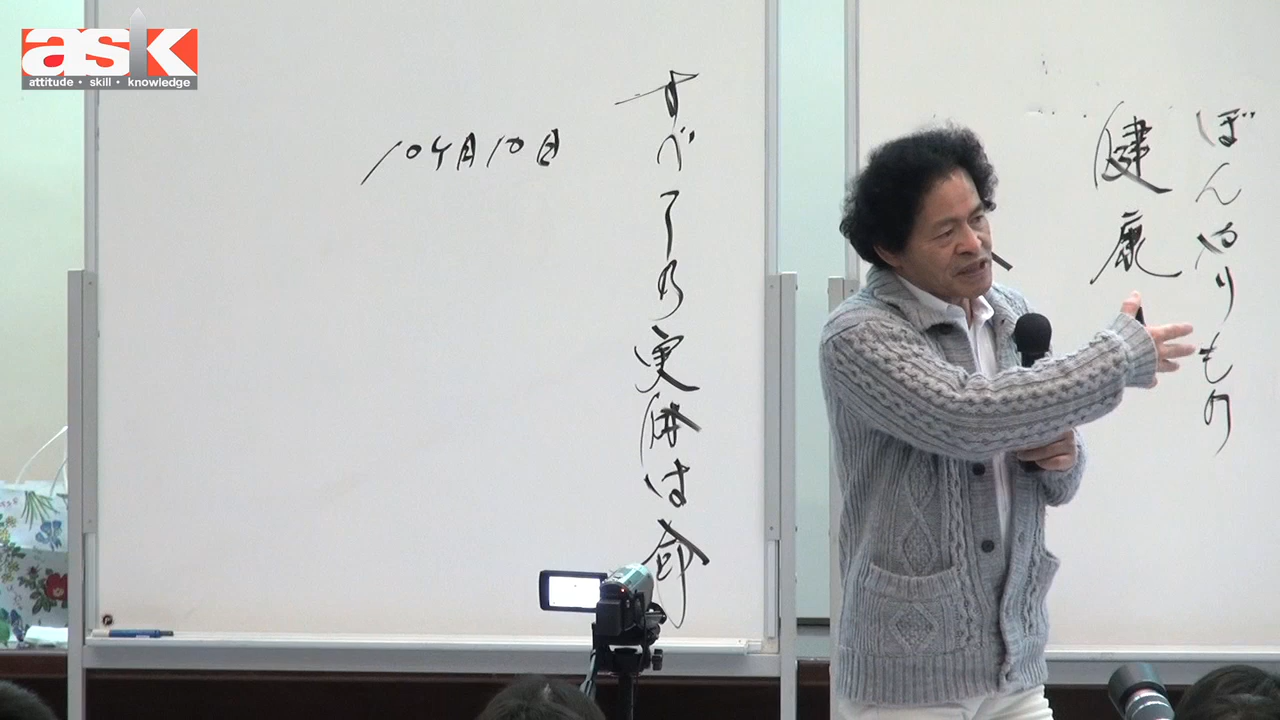 ask
attitude • skill • knowledge
ぼんやりもの
健康
すべての実体は命
10年月10日